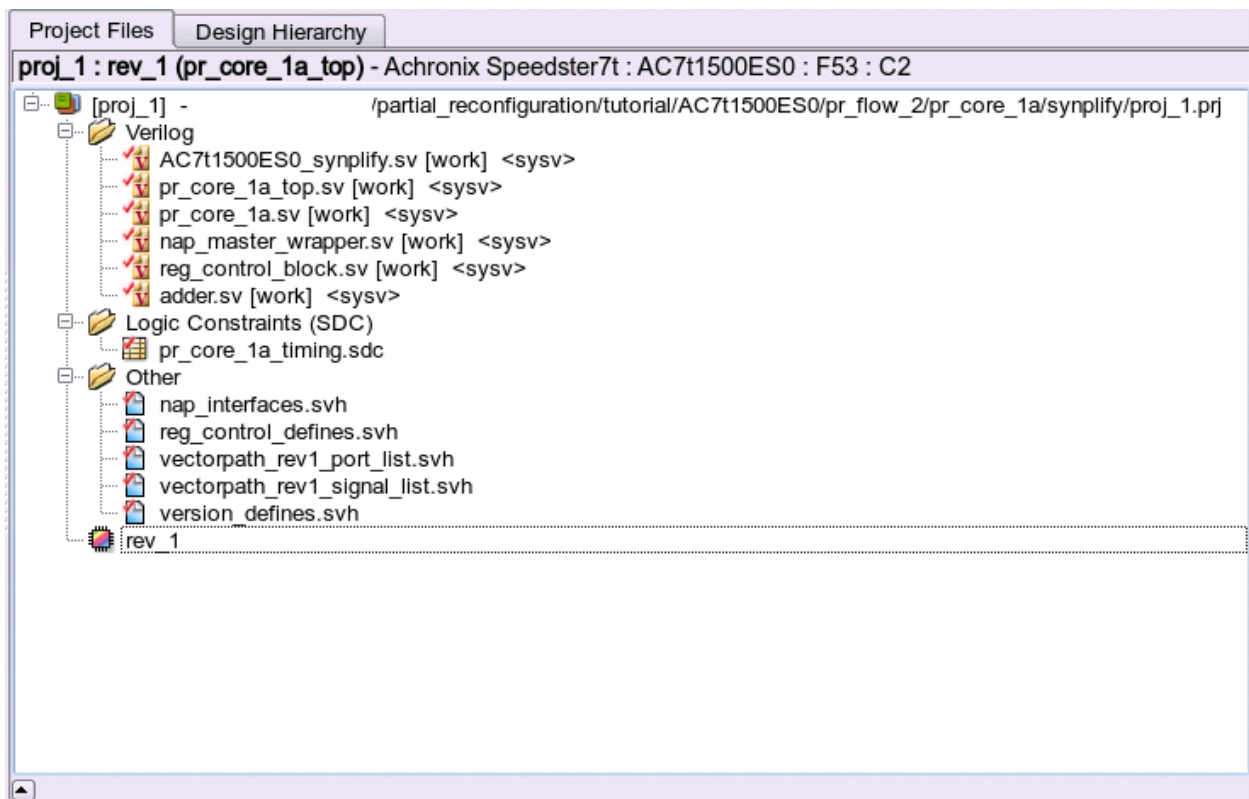 Project Files Design Hierarchy
proj_1 : rev_1 (pr_core_1a_top) - Achronix Speedster7t : AC7t1500ES0 : F53 : C2
[proj_1] - /partial_reconfiguration/tutorial/AC7t1500ES0/pr_flow_2/pr_core_1a/synplify/proj_1.prj
Verilog
AC7t1500ES0_synplify.sv [work] <sysv>
pr_core_1a_top.sv [work] <sysv>
pr_core_1a.sv [work] <sysv>
nap_master_wrapper.sv [work] <sysv>
reg_control_block.sv [work] <sysv>
adder.sv [work] <sysv>
Logic Constraints (SDC)
pr_core_1a_timing.sdc
Other
nap_interfaces.svh
reg_control_defines.svh
vectorpath_rev1_port_list.svh
vectorpath_rev1_signal_list.svh
version_defines.svh
rev_1